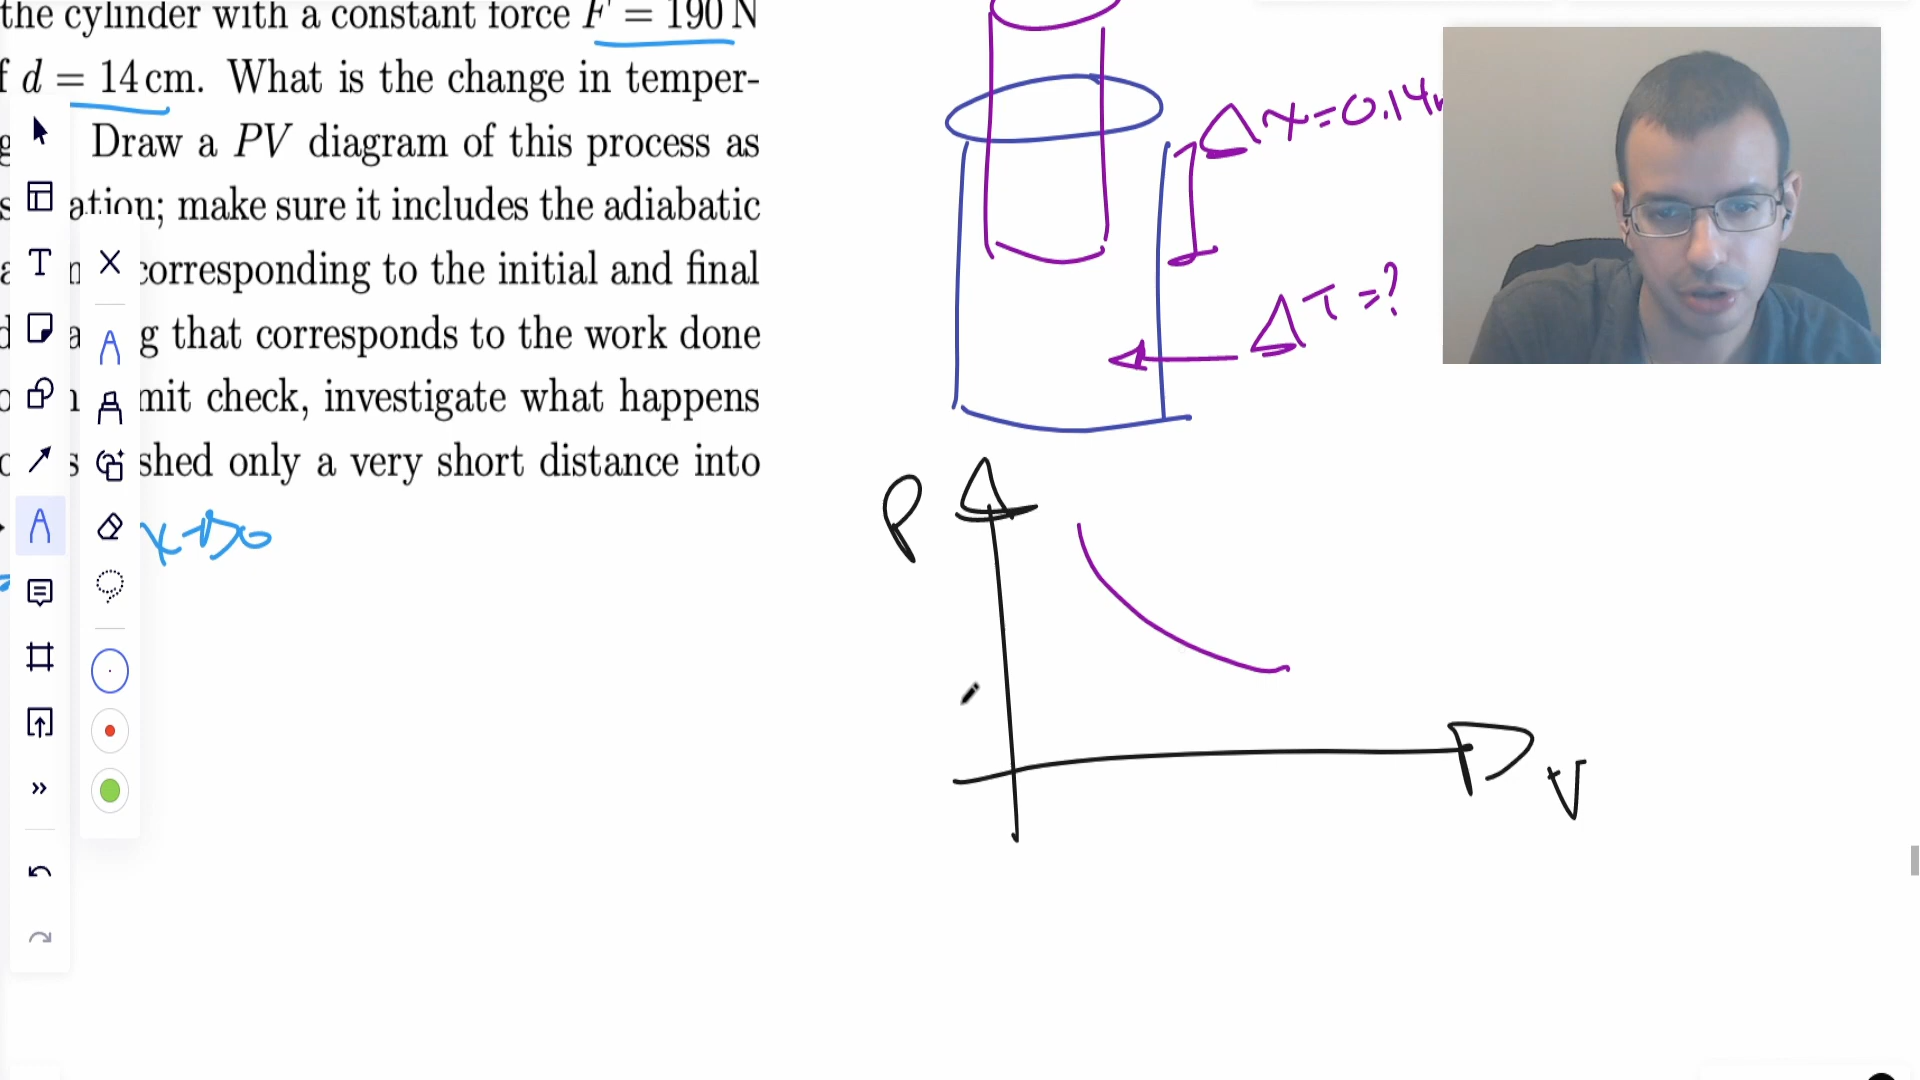 the cylinder with a constant force F = 190 N
f d = 14 cm. What is the change in temper-
g Draw a PV diagram of this process as
ation; make sure it includes the adiabatic
corresponding to the initial and final
g that corresponds to the work done
mit check, investigate what happens
shed only a very short distance into
x→0
Δx=0.14
ΔT=?
P
V
T